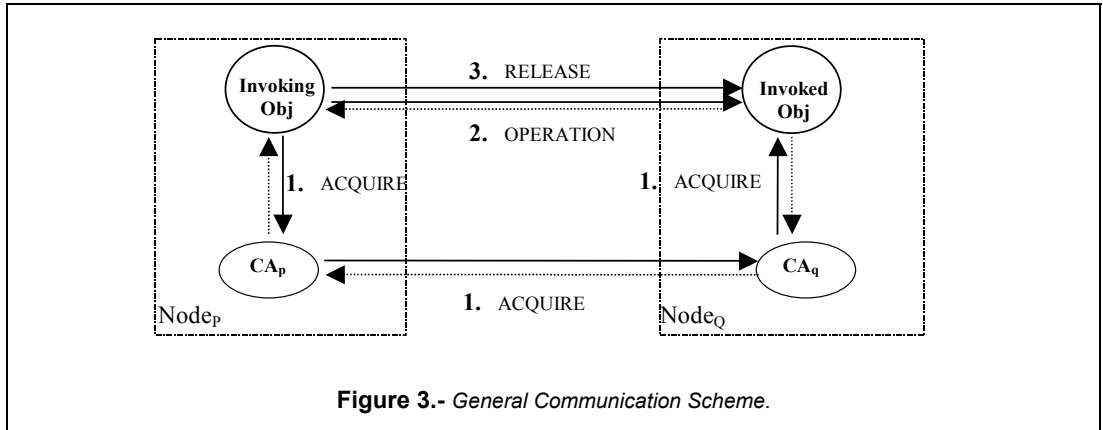 3. RELEASE
Invoking
Obj
Invoked
Obj
2. OPERATION
1. ACQUIRE
1. ACQUIRE
CAp
CAq
1. ACQUIRE
NodeP
NodeQ
Figure 3.- General Communication Scheme.